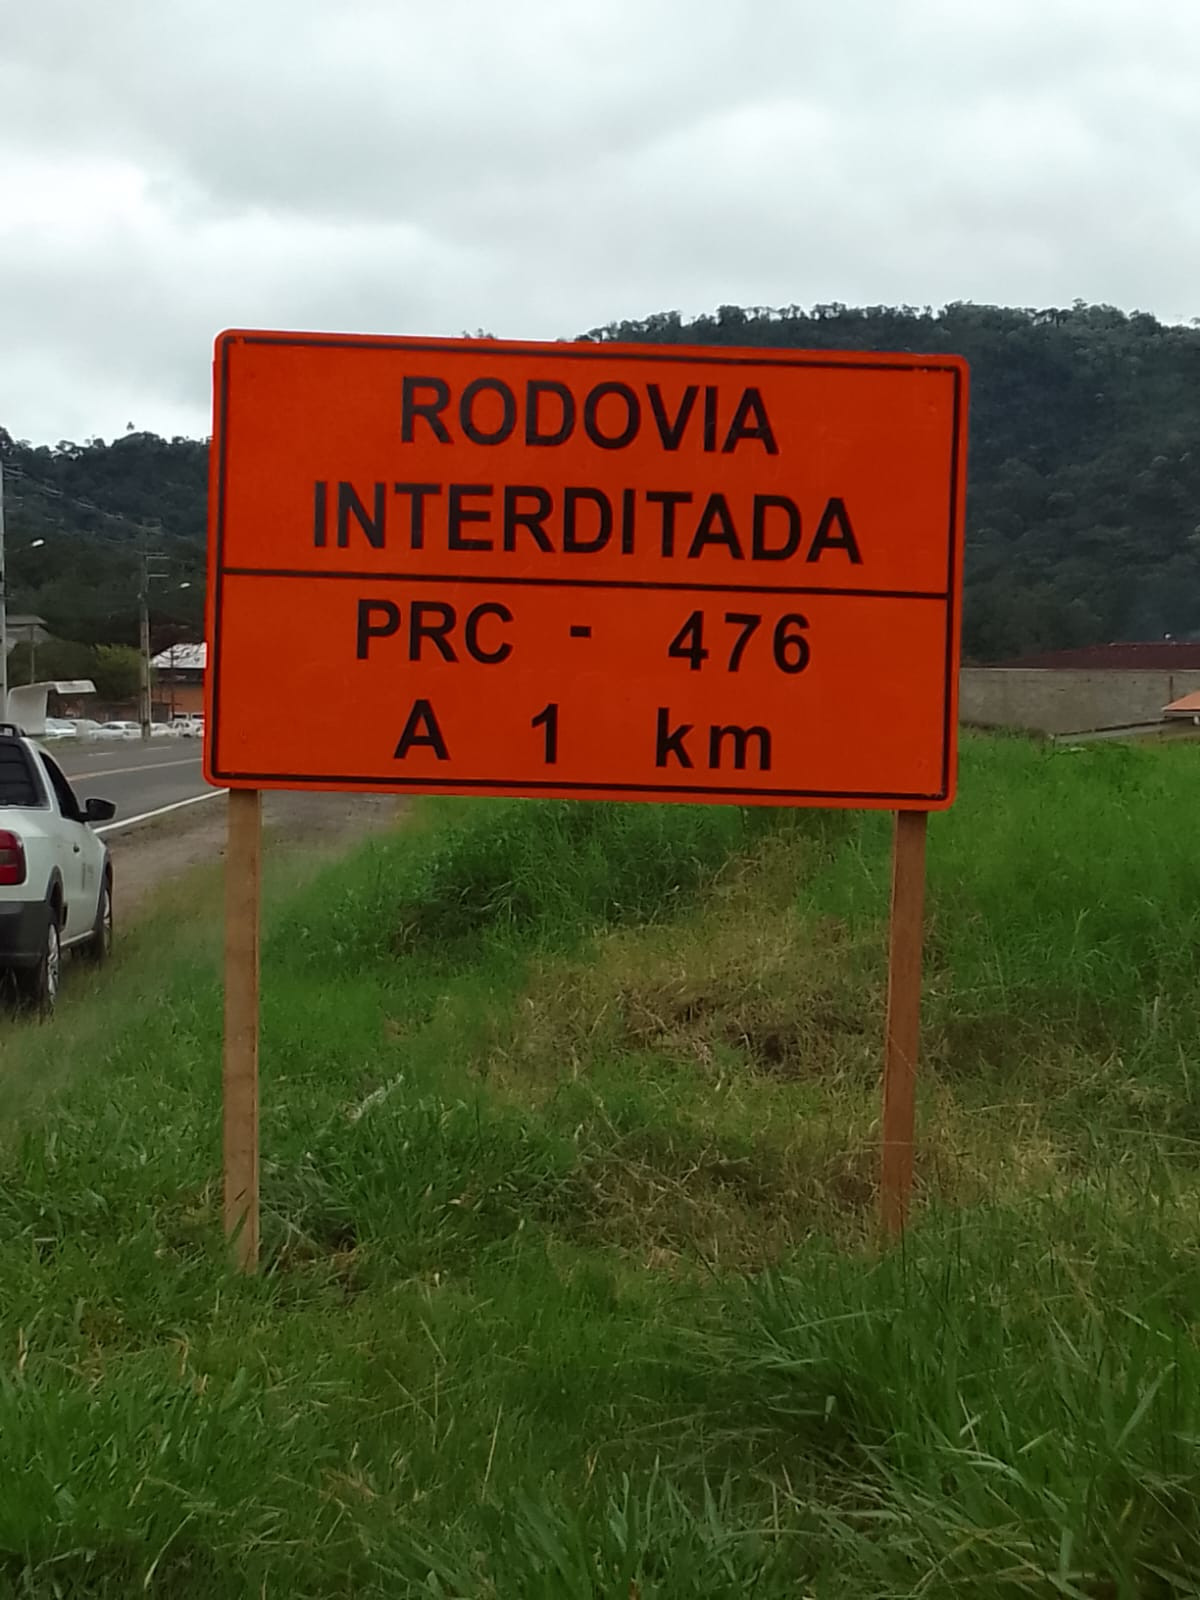 RODOVIA
INTERDITADA
PRC - 476
A 1 km